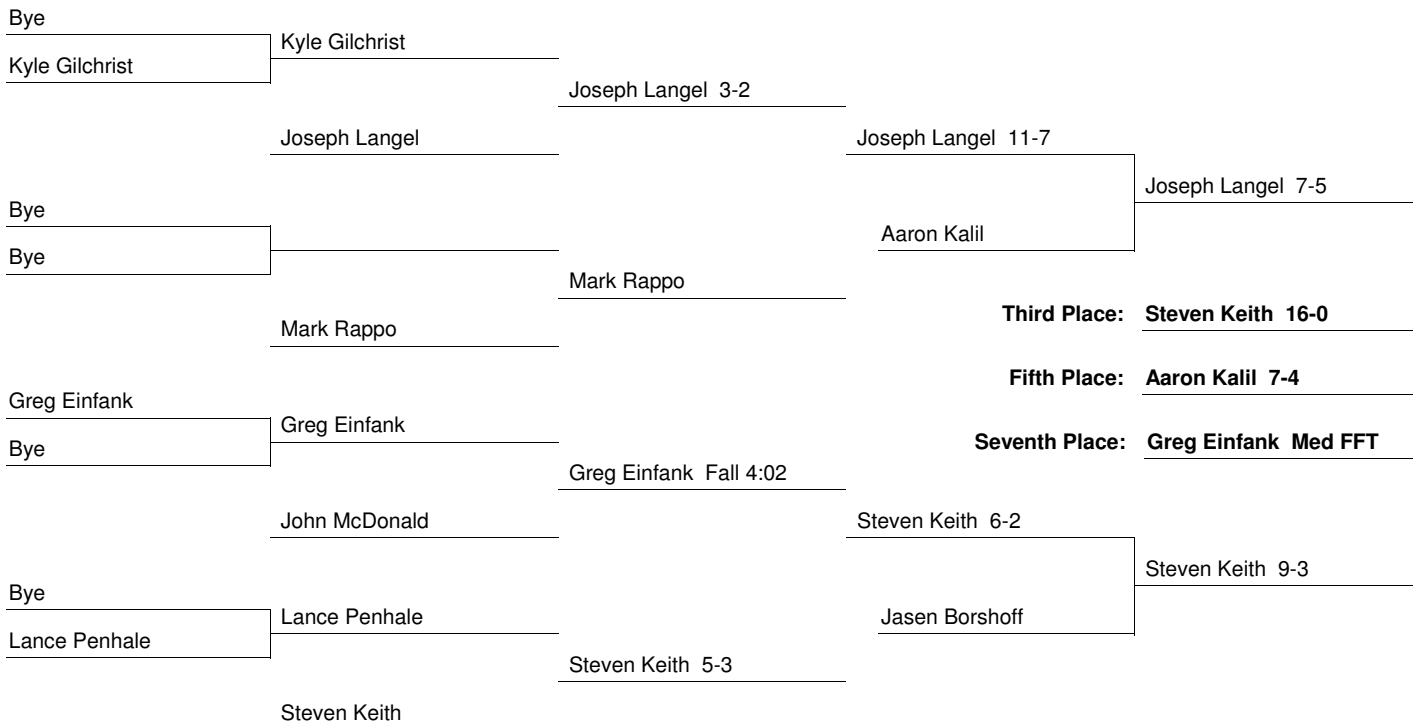 Bye
Kyle Gilchrist
Kyle Gilchrist
Joseph Langel 3-2
Joseph Langel
Joseph Langel 11-7
Joseph Langel 7-5
Bye
Aaron Kalil
Bye
Mark Rappo
Third Place: Steven Keith 16-0
Mark Rappo
Fifth Place: Aaron Kalil 7-4
Greg Einfank
Greg Einfank
Bye
Seventh Place: Greg Einfank Med FFT
Greg Einfank Fall 4:02
John McDonald
Steven Keith 6-2
Steven Keith 9-3
Bye
Lance Penhale
Jasen Borshoff
Lance Penhale
Steven Keith 5-3
Steven Keith